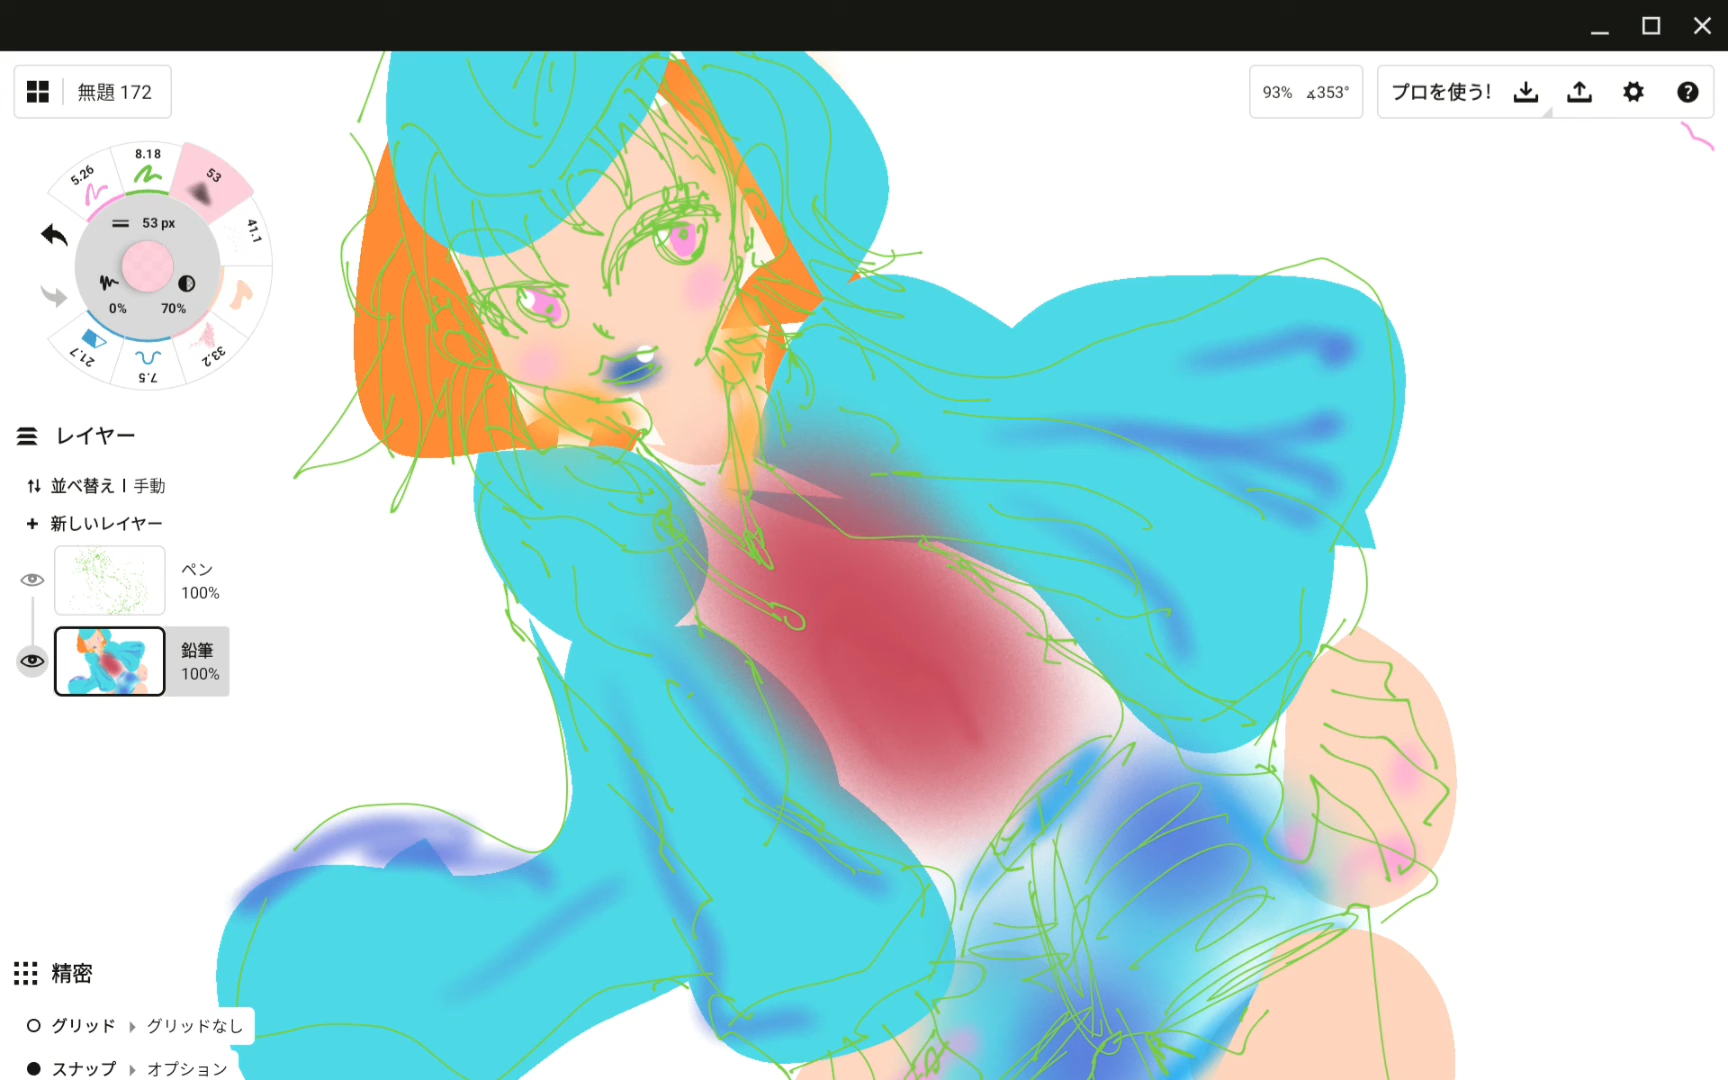 無題 172
93% ∡353°
プロを使う!
5.26
8.18
53
41.1
53 px
0%
70%
21.7
7.5
33.2
レイヤー
並べ替え | 手動
+ 新しいレイヤー
ペン
100%
鉛筆
100%
精密
グリッド ▸ グリッドなし
スナップ ▸ オプション